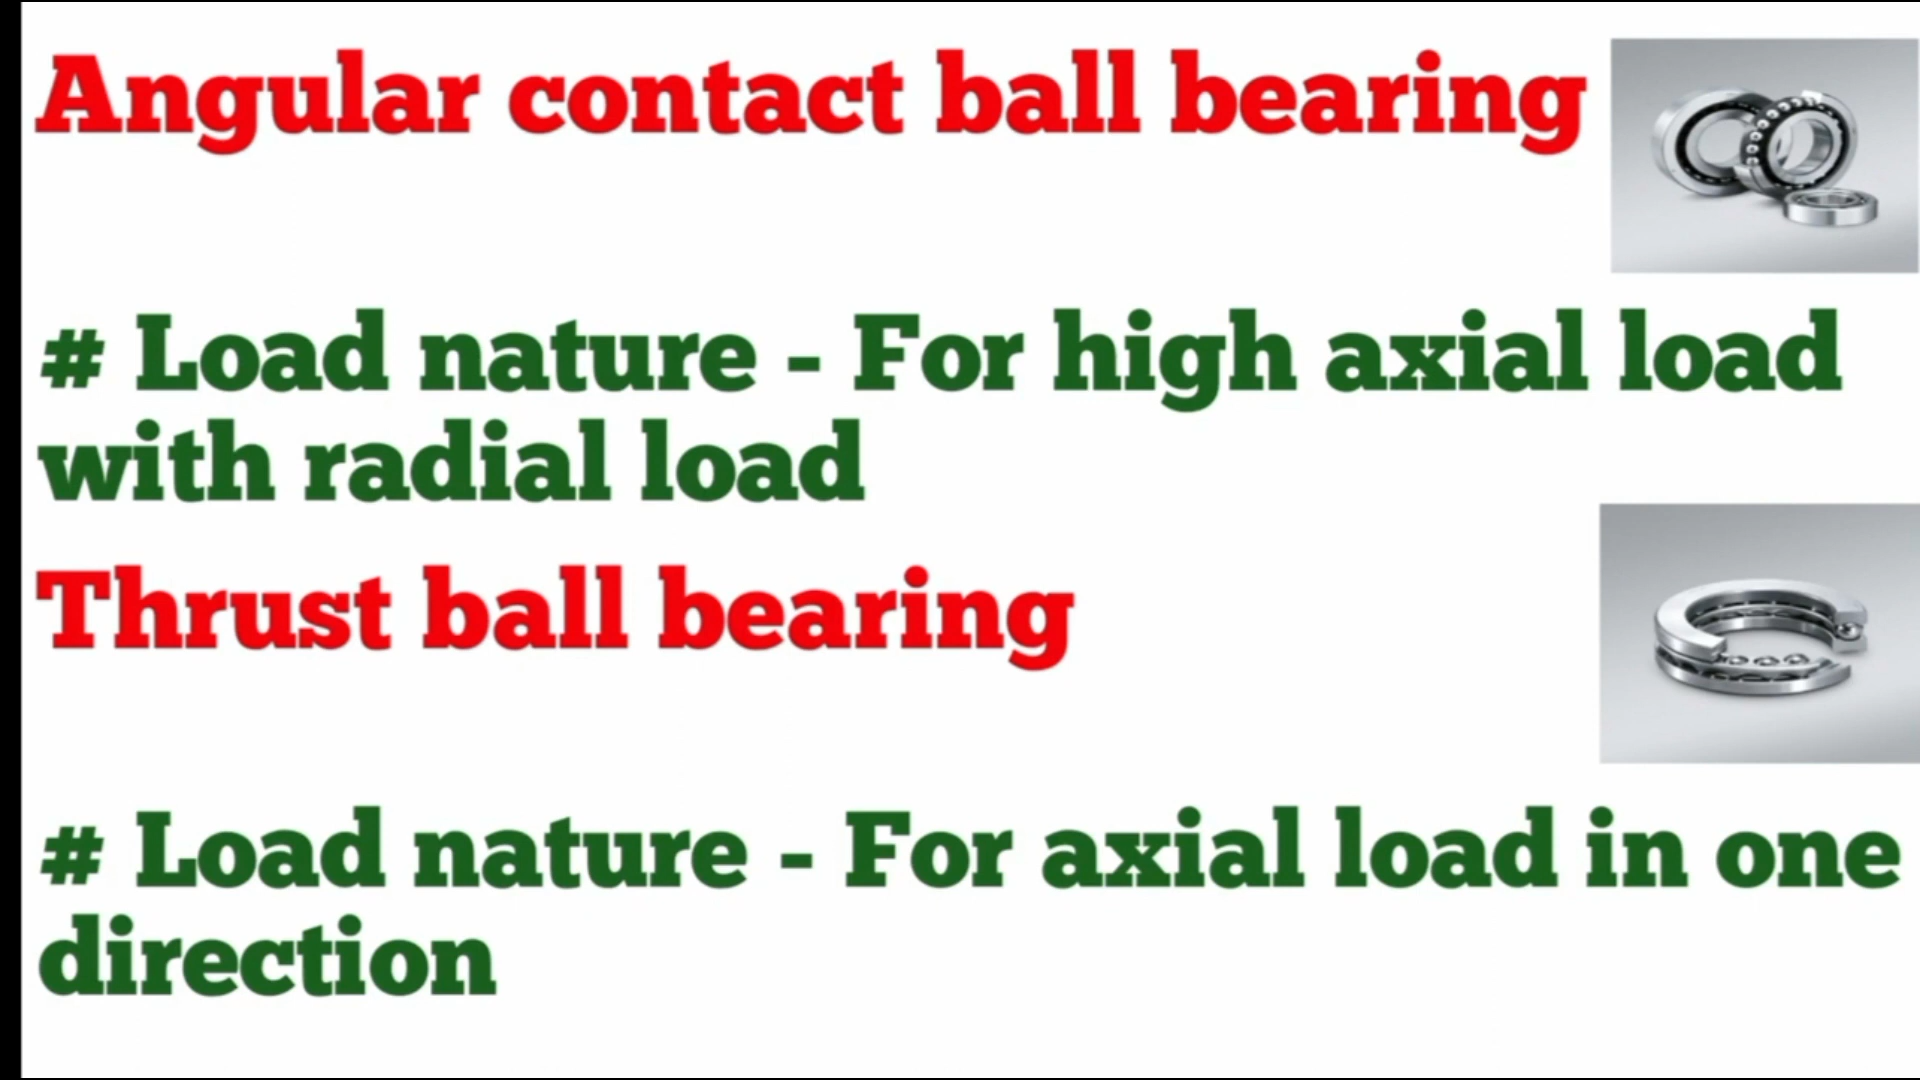 Angular contact ball bearing
# Load nature - For high axial load
with radial load
Thrust ball bearing
# Load nature - For axial load in one
direction